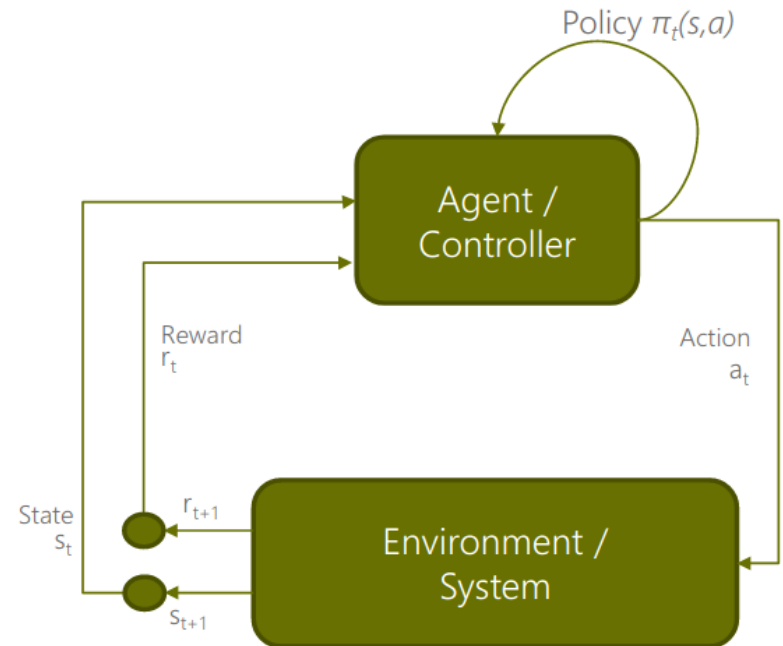 Policy πt(s,a)
Agent /
Controller
Reward
rt
Action
at
State
st
rt+1
Environment /
System
st+1